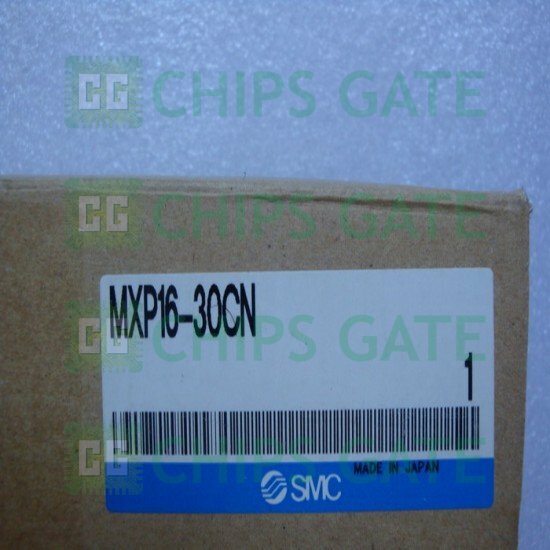 CG CHIPS GATE
CG CHIPS GATE
MXP16-30CN
CG CHIPS GATE
1
CG CHIPS GATE
MADE IN JAPAN
SMC